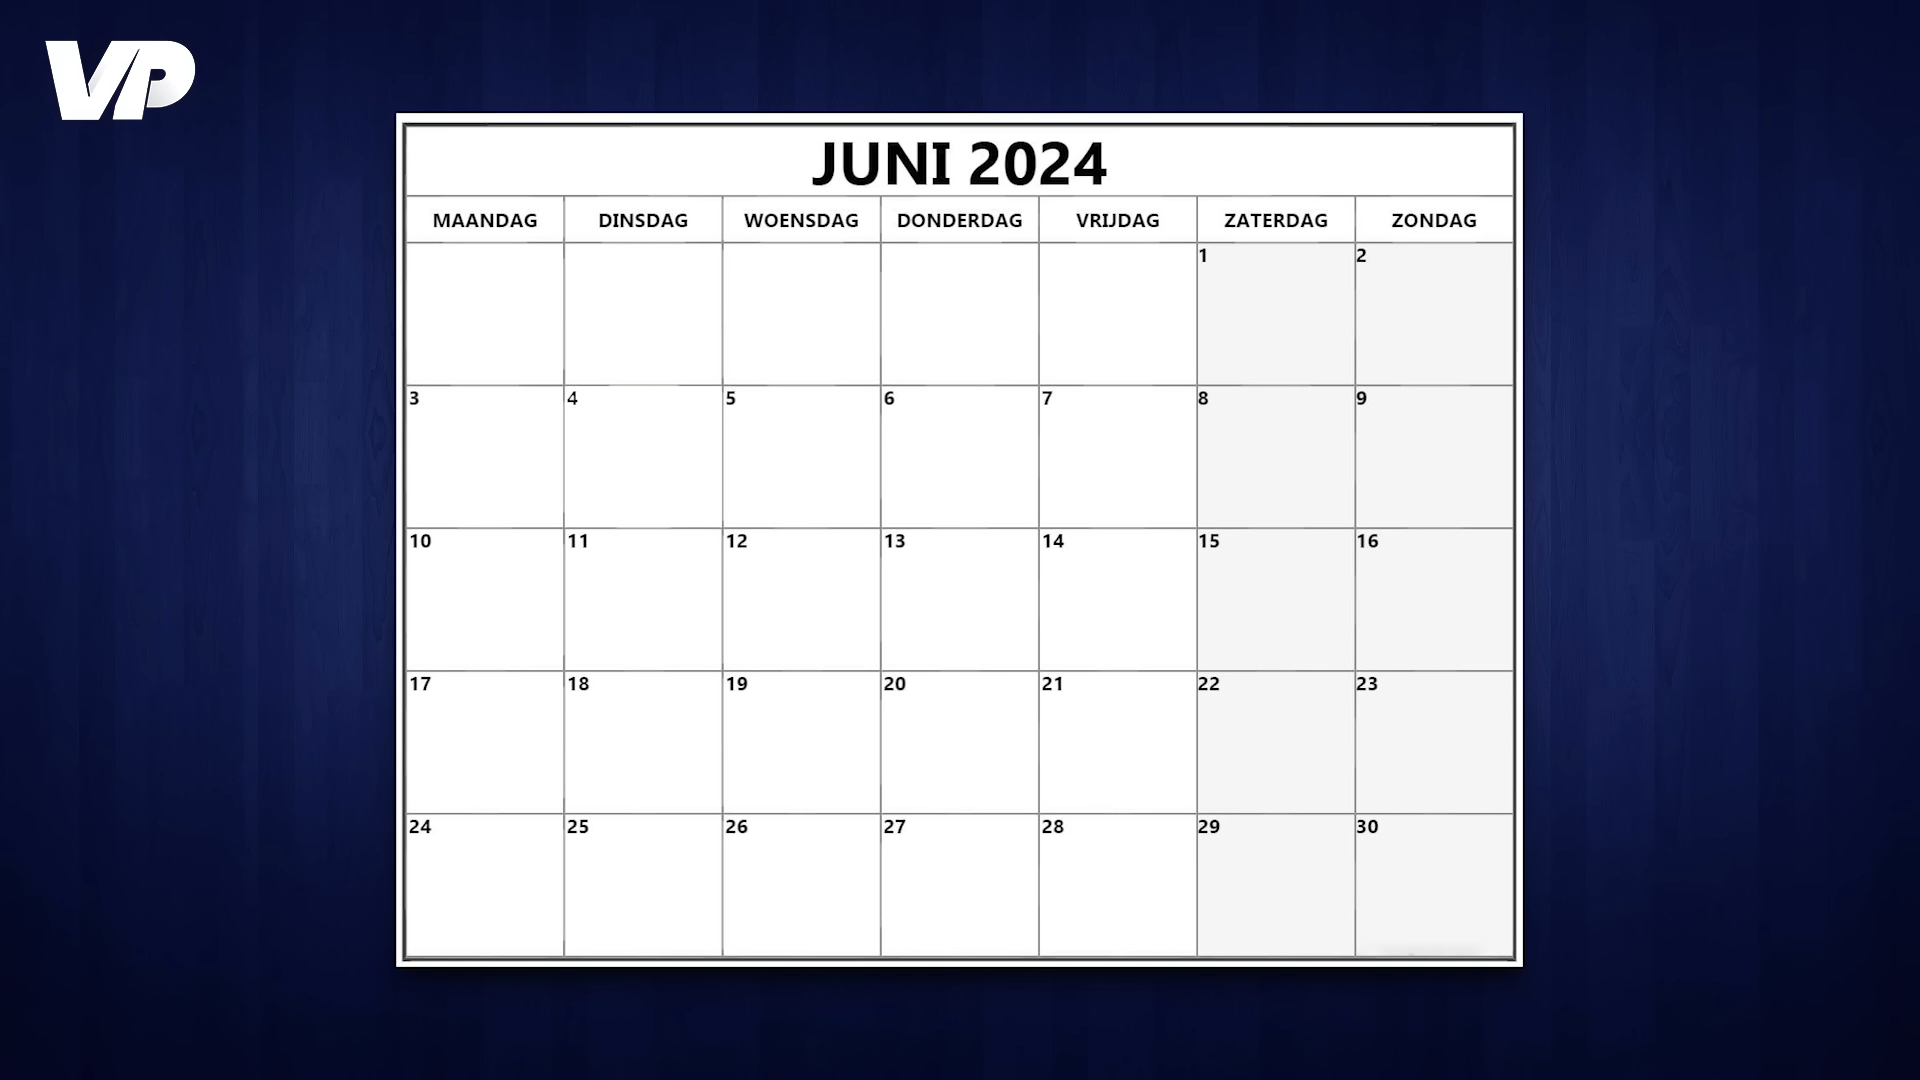 VP
JUNI 2024
MAANDAG DINSDAG WOENSDAG DONDERDAG VRIJDAG ZATERDAG ZONDAG
1 2
3 4 5 6 7 8 9
10 11 12 13 14 15 16
17 18 19 20 21 22 23
24 25 26 27 28 29 30